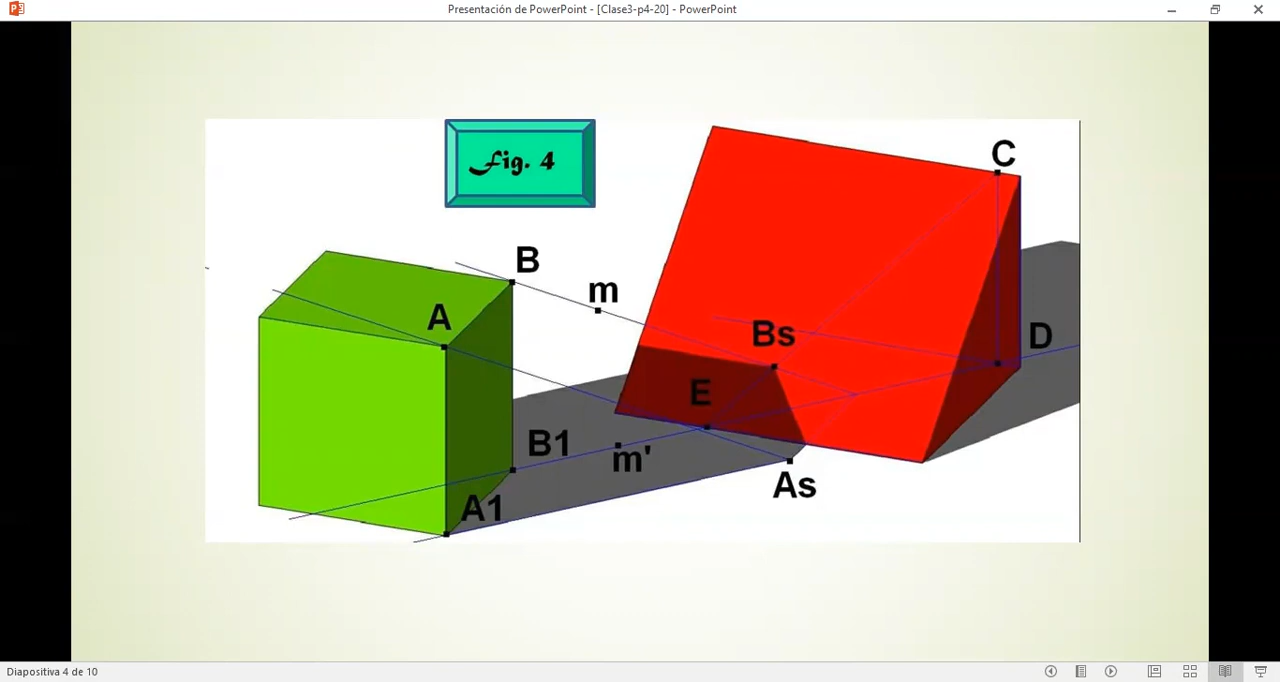 Presentación de PowerPoint - [Clase3-p4-20] - PowerPoint
Fig. 4
C
B
m
A
Bs
D
E
B1
m'
As
A1
Diapositiva 4 de 10